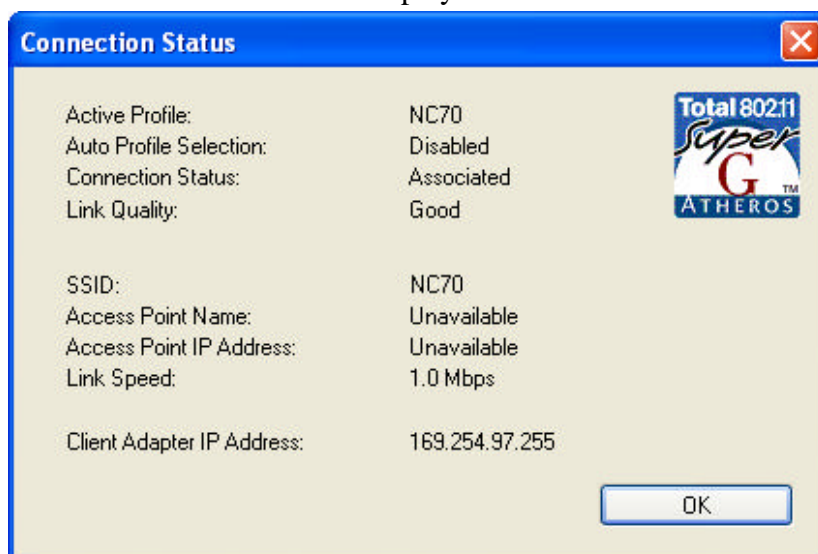 Connection Status
Active Profile: NC70
Auto Profile Selection: Disabled
Connection Status: Associated
Link Quality: Good
Total 802.11
Super
G ™
ATHEROS
SSID: NC70
Access Point Name: Unavailable
Access Point IP Address: Unavailable
Link Speed: 1.0 Mbps
Client Adapter IP Address: 169.254.97.255
OK